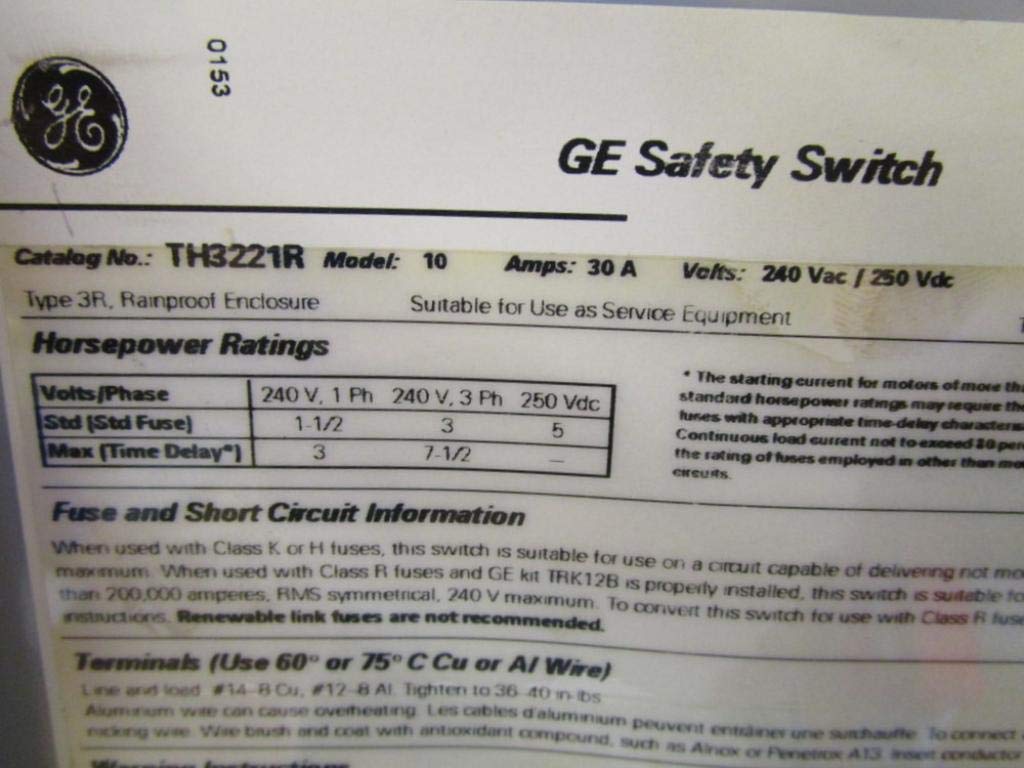 GE
0153
GE Safety Switch
Catalog No.: TH3221R Model: 10 Amps: 30 A Volts: 240 Vac / 250 Vdc
Type 3R, Rainproof Enclosure Suitable for Use as Service Equipment
Horsepower Ratings
Volts/Phase 240 V, 1 Ph 240 V, 3 Ph 250 Vdc
Std (Std Fuse) 1-1/2 3 5
Max (Time Delay*) 3 7-1/2 —
* The starting current for motors of more
standard horsepower ratings may require
fuses with appropriate time-delay
Continuous load current not to exceed 80
the rating of fuses employed in other than
circuits.
Fuse and Short Circuit Information
When used with Class K or H fuses, this switch is suitable for use on a circuit capable of delivering not
maximum. When used with Class R fuses and GE kit TRK12B is properly installed, this switch is suitable
than 200,000 amperes, RMS symmetrical, 240 V maximum. To convert this switch for use with Class R
instructions. Renewable link fuses are not recommended.
Terminals (Use 60° or 75° C Cu or Al Wire)
Line and load #14-8 Cu, #12-8 Al. Tighten to 36-40 in-lbs
Aluminum wire can cause overheating. Les cables d'aluminium peuvent entraîner une surchauffe. To connect
wire. Wire brush and coat with antioxidant compound, such as Alnox or Penetrox A13. Insert conductor
Warning Instructions